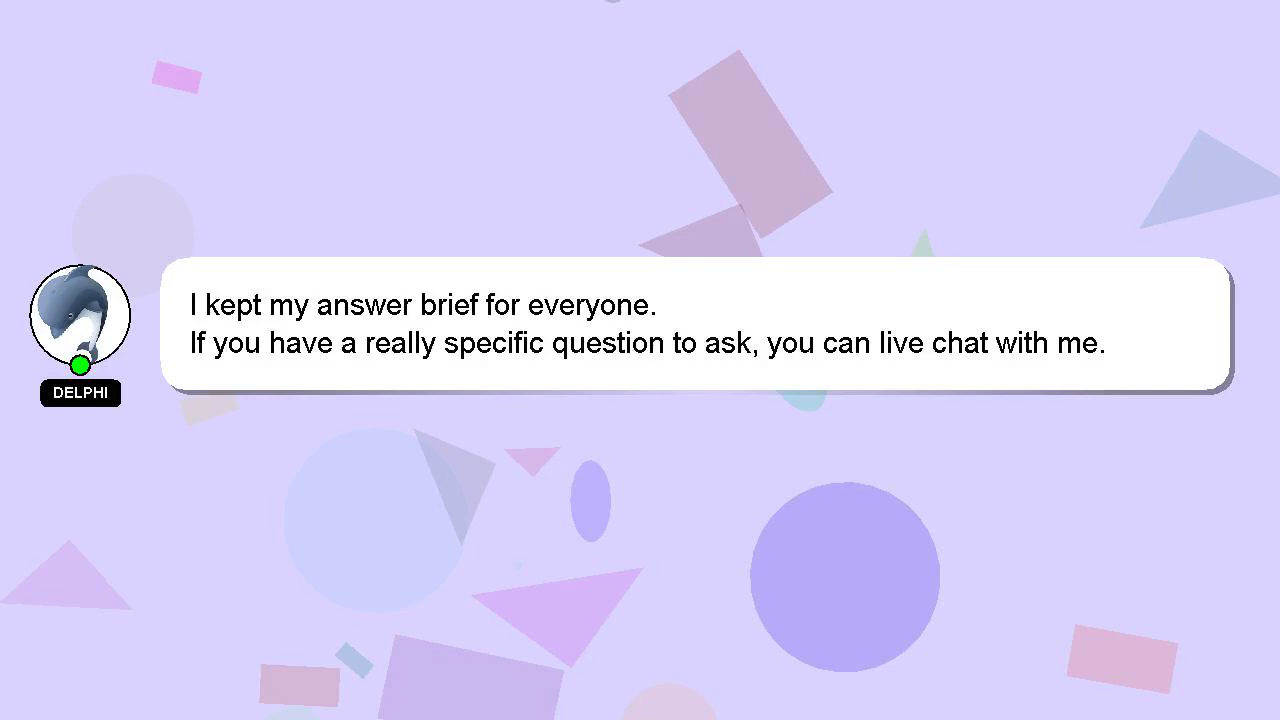 I kept my answer brief for everyone.
If you have a really specific question to ask, you can live chat with me.
DELPHI